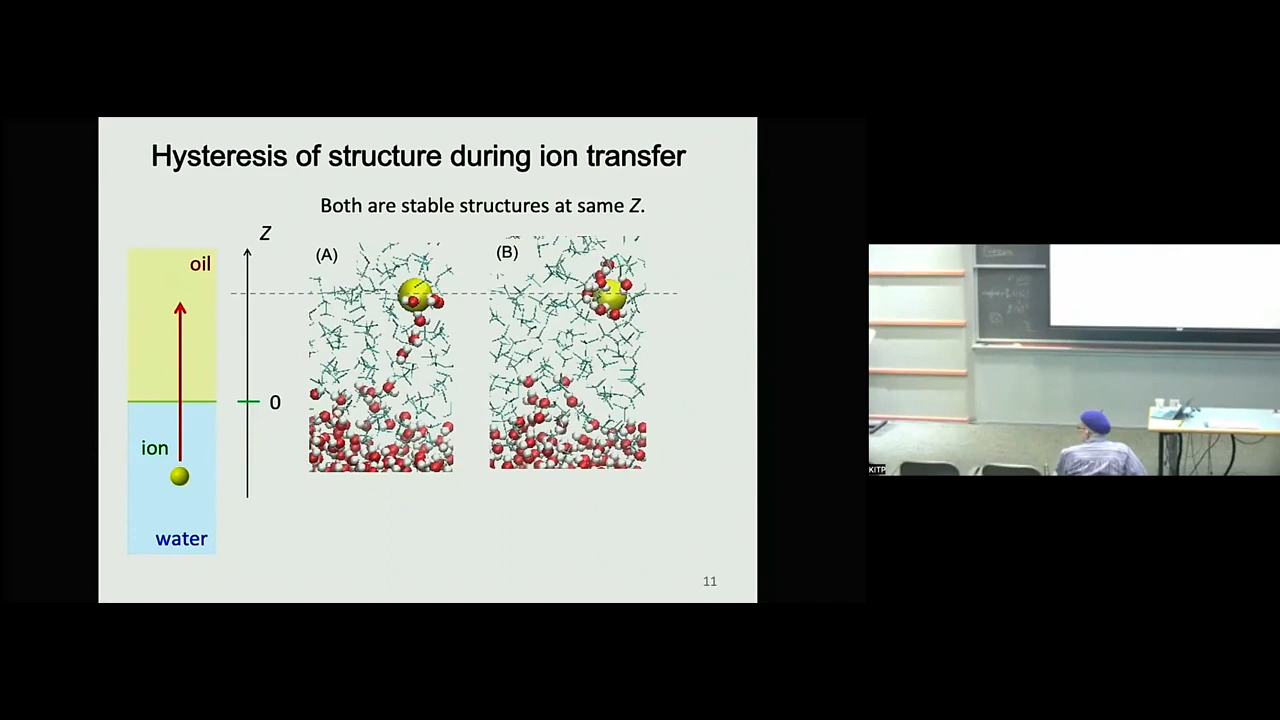 Hysteresis of structure during ion transfer
Both are stable structures at same Z.
Z
oil
(A)
(B)
0
ion
water
11
KITP